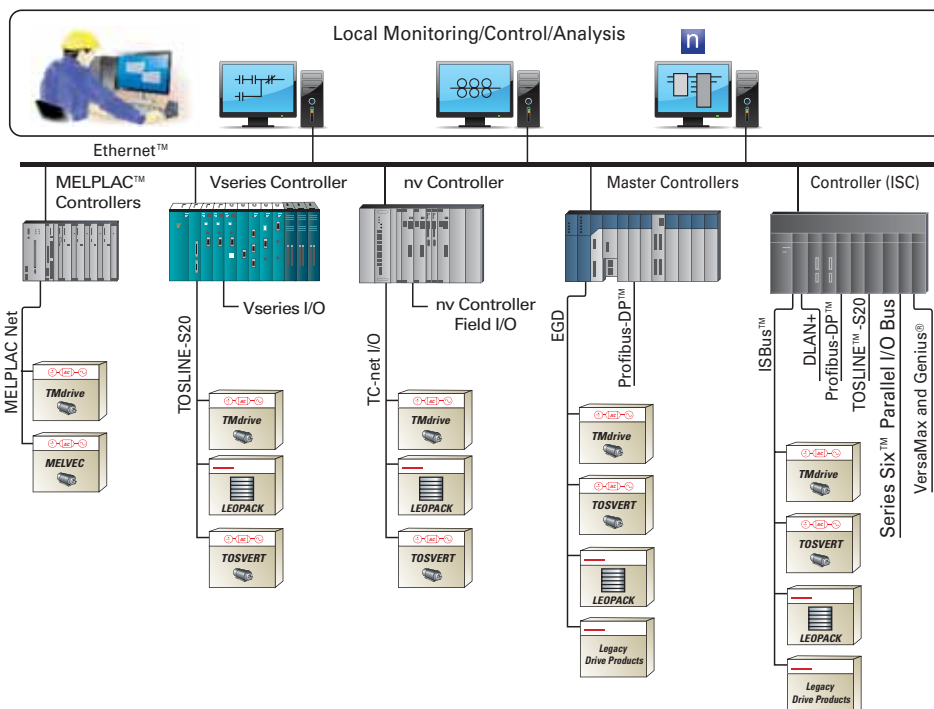 Local Monitoring/Control/Analysis
n
Ethernet™
MELPLAC™
Controllers
Vseries Controller
nv Controller
Master Controllers
Controller (ISC)
MELPLAC Net
TMdrive
MELVEC
TOSLINE-S20
Vseries I/O
TMdrive
LEOPACK
TOSVERT
TC-net I/O
nv Controller
Field I/O
TMdrive
LEOPACK
TOSVERT
EGD
Profibus-DP™
TMdrive
TOSVERT
LEOPACK
Legacy
Drive Products
ISBus™
DLAN+
Profibus-DP™
TOSLINE™-S20
Series Six™ Parallel I/O Bus
VersaMax and Genius®
TMdrive
TOSVERT
LEOPACK
Legacy
Drive Products